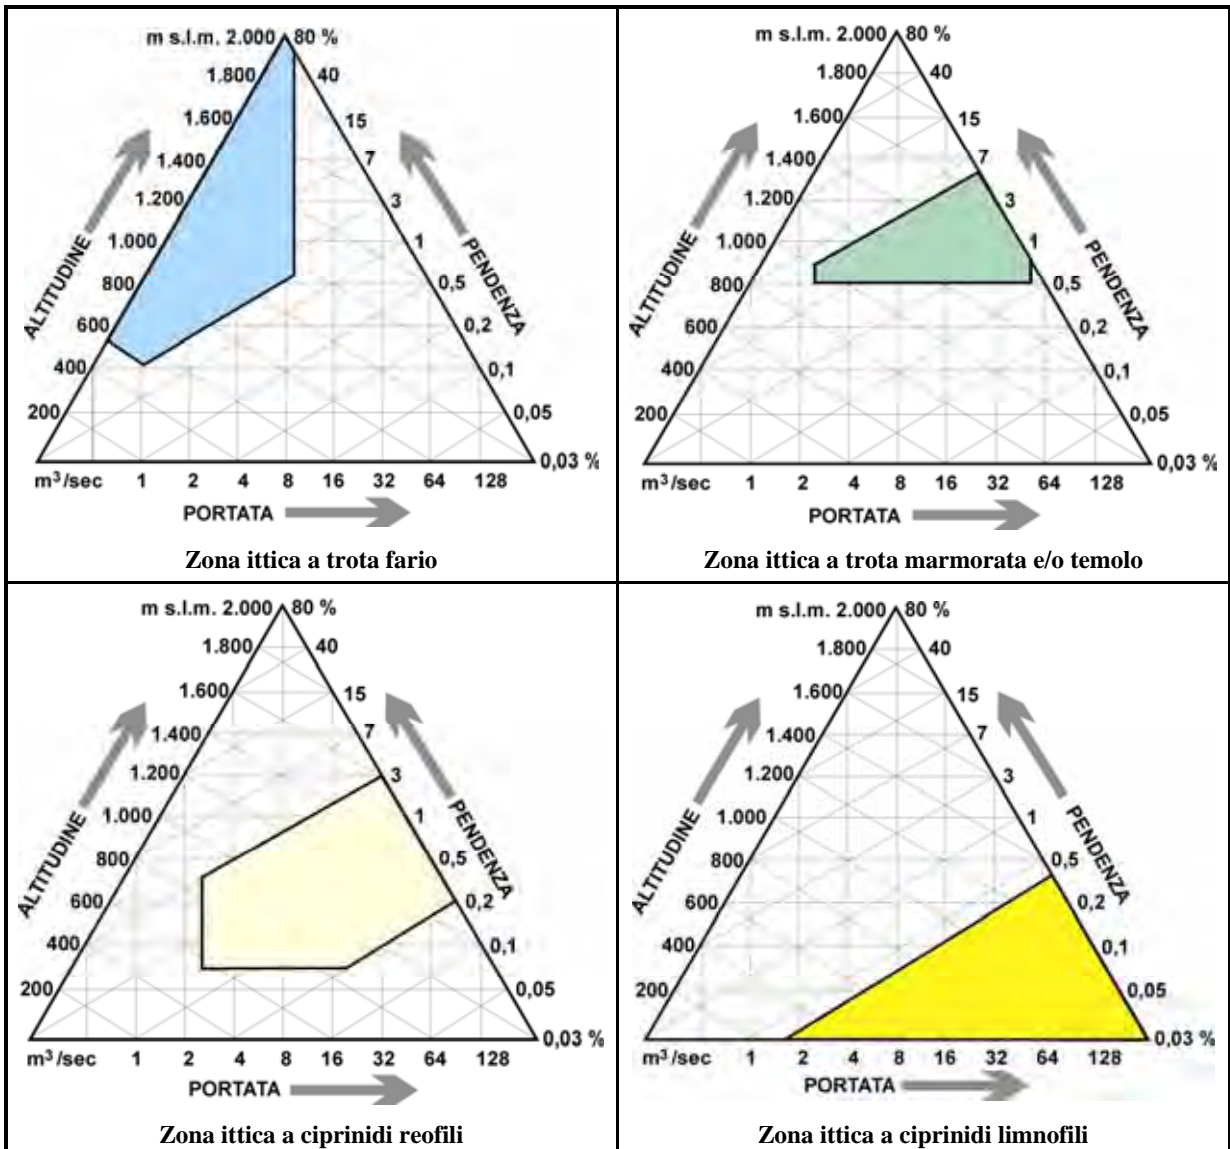 m s.l.m. 2.000 80 %
1.800 40
1.600 15
1.400 7
1.200 3
1.000 1
800 0,5
600 0,2
400 0,1
200 0,05
0,03 %
ALTITUDINE
PENDENZA
m³/sec 1 2 4 8 16 32 64 128
PORTATA
Zona ittica a trota fario
m s.l.m. 2.000 80 %
1.800 40
1.600 15
1.400 7
1.200 3
1.000 1
800 0,5
600 0,2
400 0,1
200 0,05
0,03 %
ALTITUDINE
PENDENZA
m³/sec 1 2 4 8 16 32 64 128
PORTATA
Zona ittica a trota marmorata e/o temolo
m s.l.m. 2.000 80 %
1.800 40
1.600 15
1.400 7
1.200 3
1.000 1
800 0,5
600 0,2
400 0,1
200 0,05
0,03 %
ALTITUDINE
PENDENZA
m³/sec 1 2 4 8 16 32 64 128
PORTATA
Zona ittica a ciprinidi reofili
m s.l.m. 2.000 80 %
1.800 40
1.600 15
1.400 7
1.200 3
1.000 1
800 0,5
600 0,2
400 0,1
200 0,05
0,03 %
ALTITUDINE
PENDENZA
m³/sec 1 2 4 8 16 32 64 128
PORTATA
Zona ittica a ciprinidi limnofili